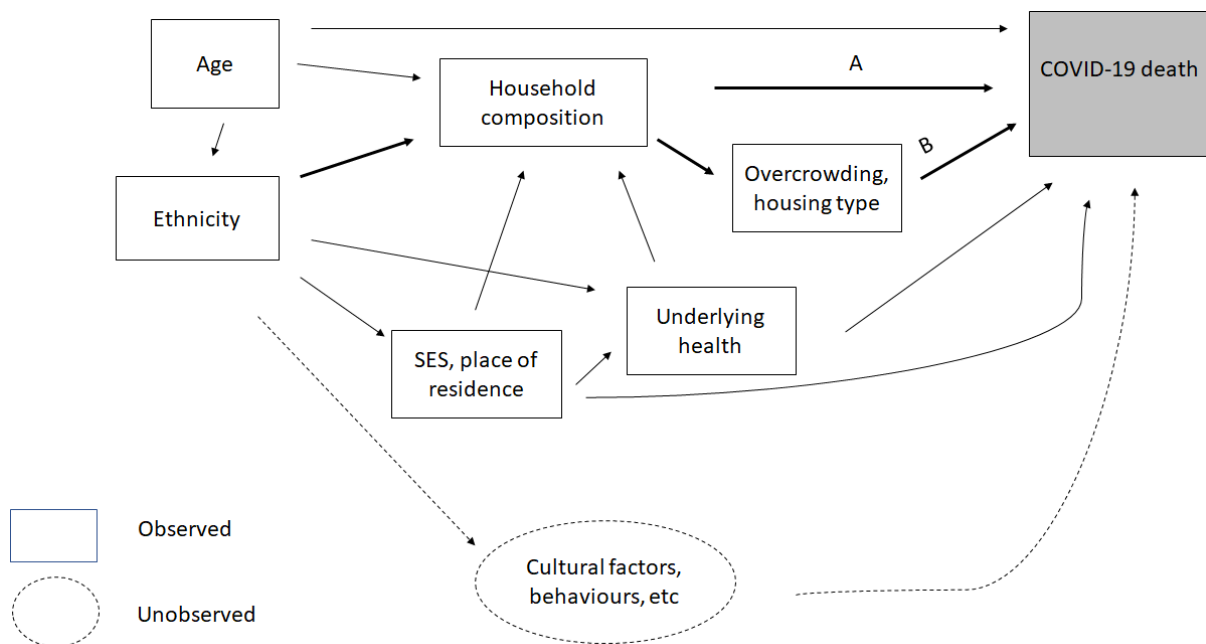 Age
Household
composition
A
COVID-19 death
B
Overcrowding,
housing type
Ethnicity
Underlying
health
SES, place of
residence
Observed
Cultural factors,
behaviours, etc
Unobserved